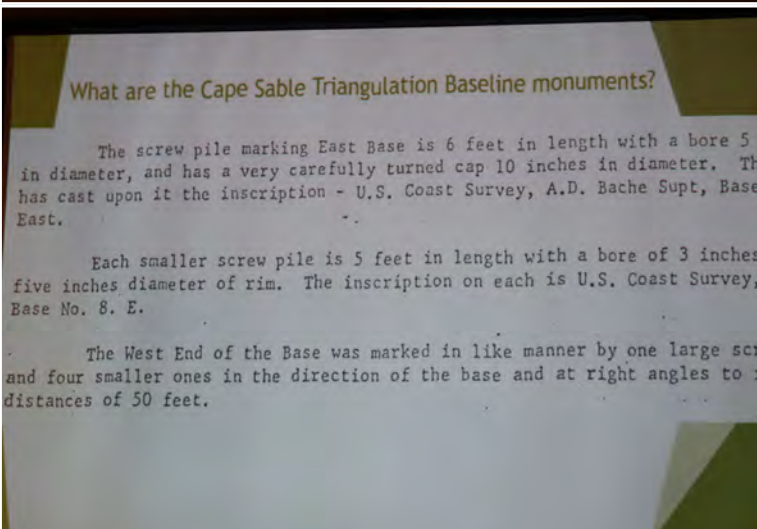 What are the Cape Sable Triangulation Baseline monuments?
The screw pile marking East Base is 6 feet in length with a bore 5
in diameter, and has a very carefully turned cap 10 inches in diameter.
has cast upon it the inscription - U.S. Coast Survey, A.D. Bache Supt, Base
East.
Each smaller screw pile is 5 feet in length with a bore of 3 inches
five inches diameter of rim. The inscription on each is U.S. Coast Survey,
Base No. 8. E.
The West End of the Base was marked in like manner by one large
and four smaller ones in the direction of the base and at right angles to
distances of 50 feet.